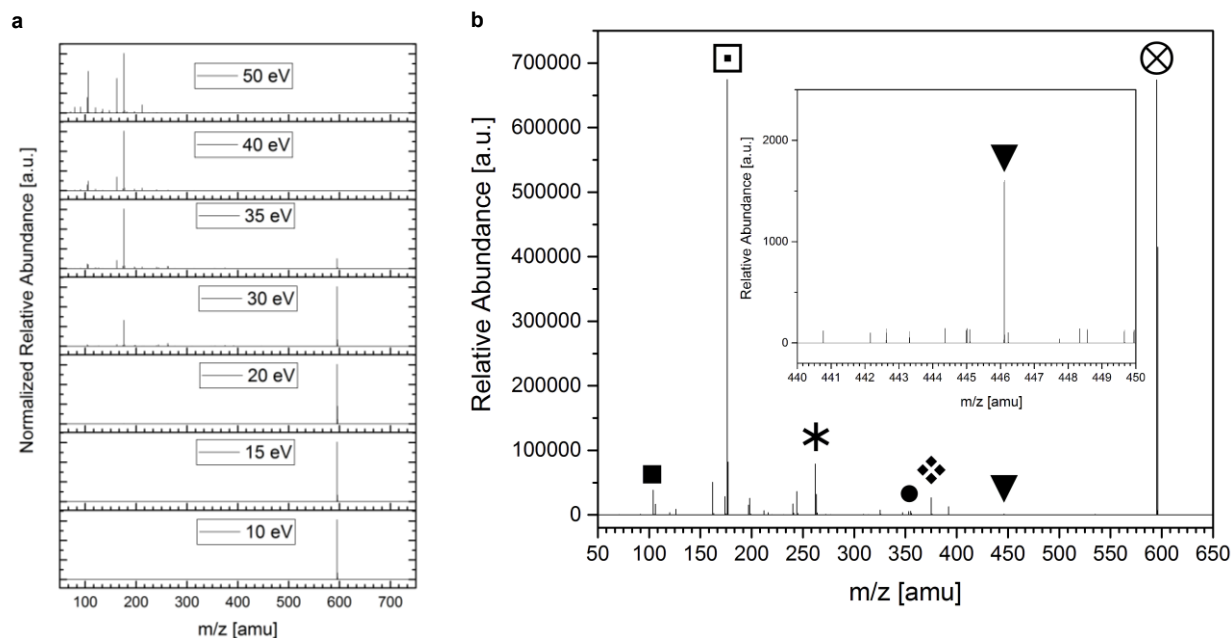 a
Normalized Relative Abundance [a.u.]
50 eV
40 eV
35 eV
30 eV
20 eV
15 eV
10 eV
100 200 300 400 500 600 700
m/z [amu]
b
Relative Abundance [a.u.]
700000
600000
500000
400000
300000
200000
100000
0
50 100 150 200 250 300 350 400 450 500 550 600 650
m/z [amu]
Relative Abundance [a.u.]
2000
1000
0
440 441 442 443 444 445 446 447 448 449 450
m/z [amu]